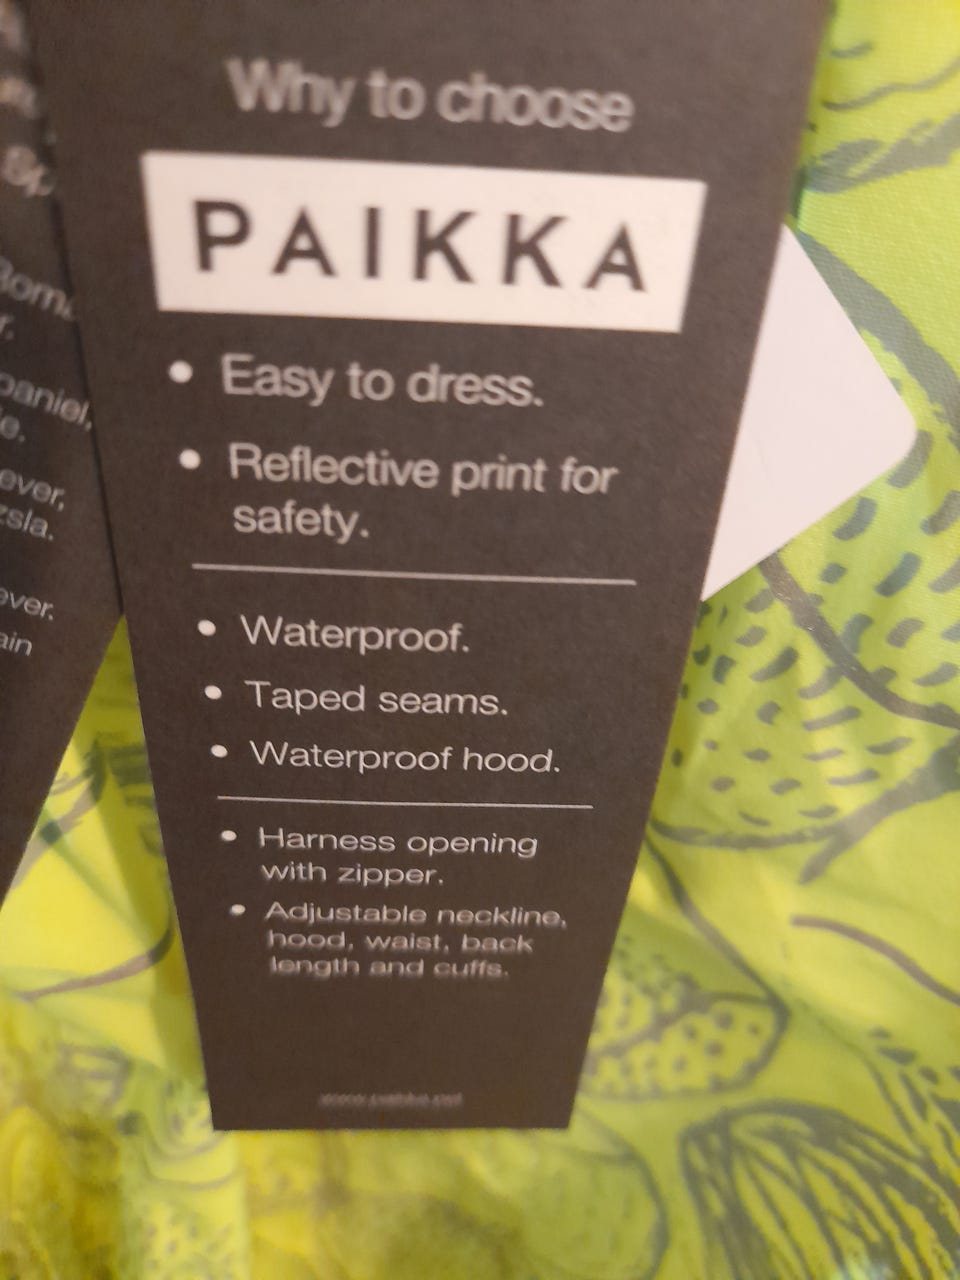 Why to choose
PAIKKA
• Easy to dress.
• Reflective print for
safety.
• Waterproof.
• Taped seams.
• Waterproof hood.
• Harness opening
with zipper.
• Adjustable neckline,
hood, waist, back
length and cuffs.